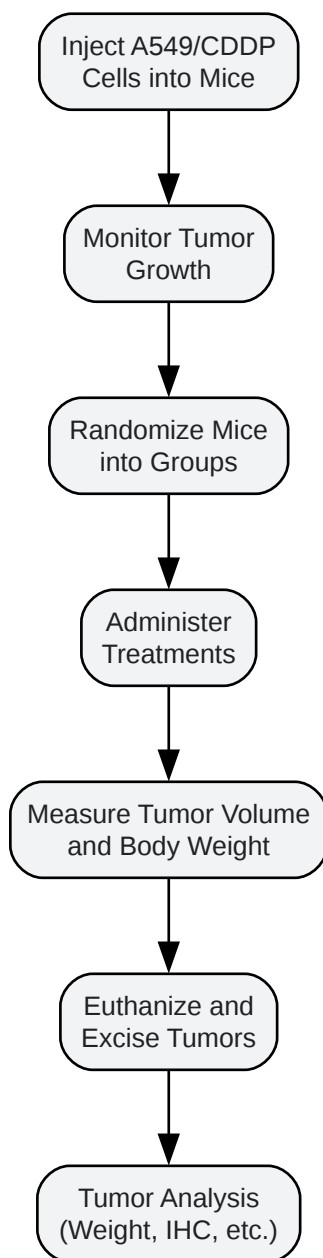 Inject A549/CDDP
Cells into Mice
Monitor Tumor
Growth
Randomize Mice
into Groups
Administer
Treatments
Measure Tumor Volume
and Body Weight
Euthanize and
Excise Tumors
Tumor Analysis
(Weight, IHC, etc.)